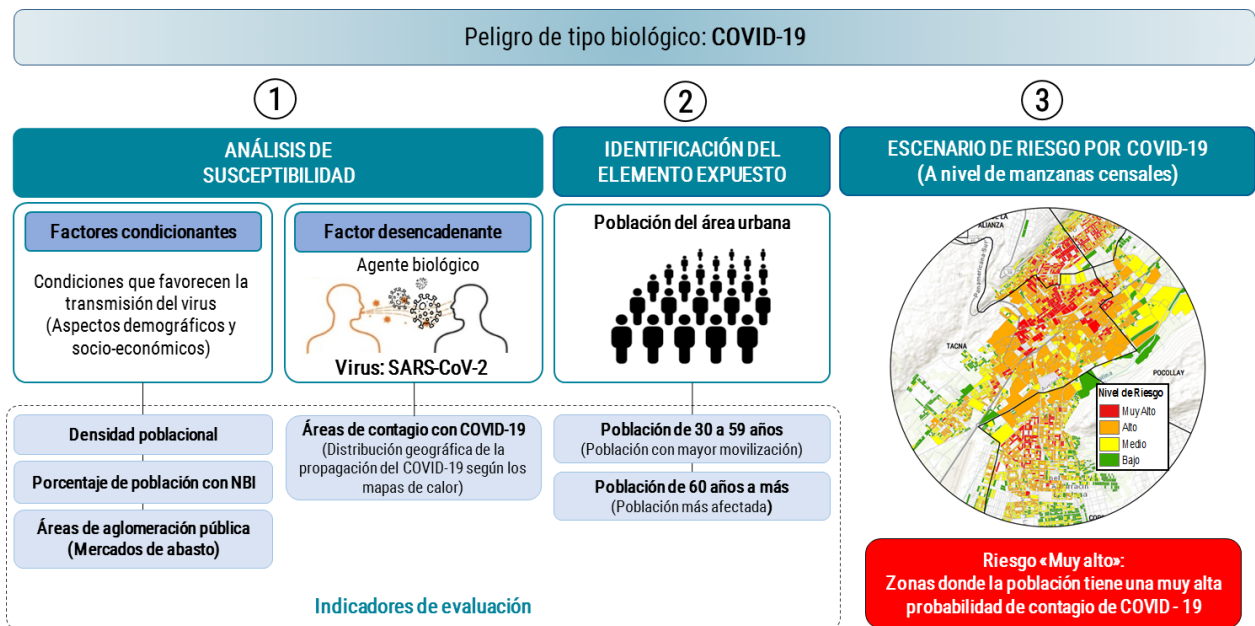 Peligro de tipo biológico: COVID-19
1
ANÁLISIS DE
SUSCEPTIBILIDAD
Factores condicionantes
Condiciones que favorecen la
transmisión del virus
(Aspectos demográficos y
socio-económicos)
Factor desencadenante
Agente biológico
Virus: SARS-CoV-2
Densidad poblacional
Porcentaje de población con NBI
Áreas de aglomeración pública
(Mercados de abasto)
Áreas de contagio con COVID-19
(Distribución geográfica de la
propagación del COVID-19 según los
mapas de calor)
2
IDENTIFICACIÓN DEL
ELEMENTO EXPUESTO
Población del área urbana
Población de 30 a 59 años
(Población con mayor movilización)
Población de 60 años a más
(Población más afectada)
Indicadores de evaluación
3
ESCENARIO DE RIESGO POR COVID-19
(A nivel de manzanas censales)
DE LA
ALIANZA
Panamericana Sur
TACNA
POCOLLAY
Nivel de Riesgo
Muy Alto
Alto
Medio
Bajo
Riesgo «Muy alto»:
Zonas donde la población tiene una muy alta
probabilidad de contagio de COVID - 19